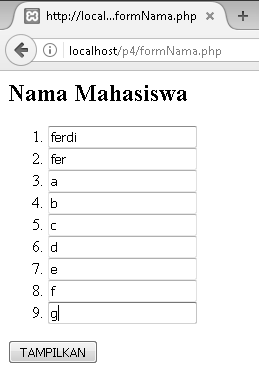 http://local...formNama.php
localhost/p4/formNama.php
Nama Mahasiswa
1. ferdi
2. fer
3. a
4. b
5. c
6. d
7. e
8. f
9. g
TAMPILKAN